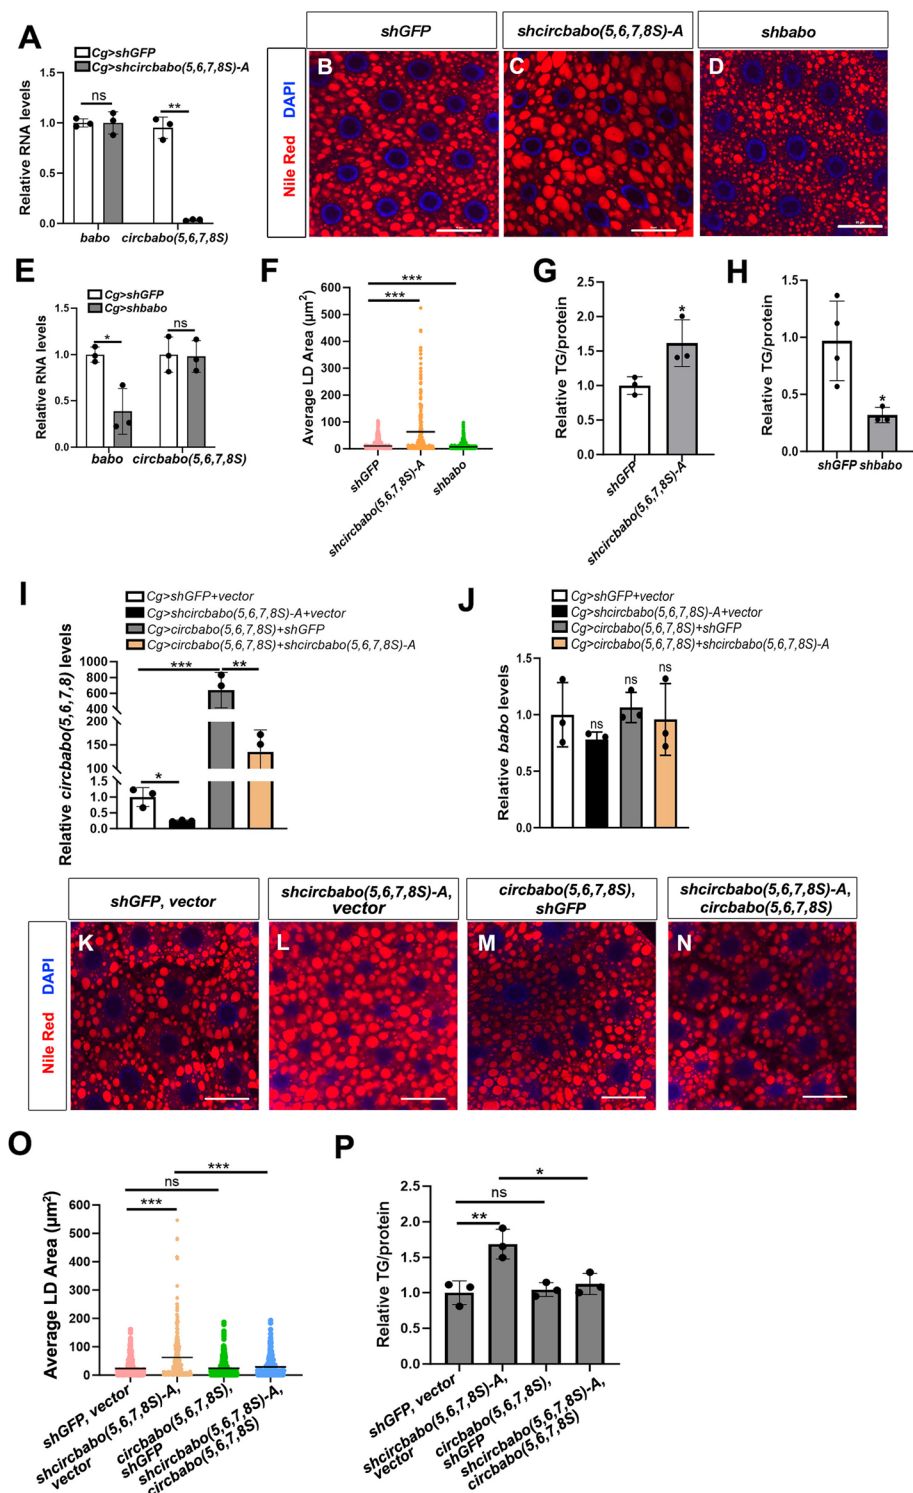 A
Cg>shGFP
Cg>shcircbabo(5,6,7,8S)-A
Relative RNA levels
1.5
1.0
0.5
0.0
ns
**
babo
circbabo(5,6,7,8S)
shGFP
shcircbabo(5,6,7,8S)-A
shbabo
Nile Red DAPI
B
C
D
E
Cg>shGFP
Cg>shbabo
Relative RNA levels
1.5
1.0
0.5
0.0
*
ns
babo
circbabo(5,6,7,8S)
F
Average LD Area (µm²)
600
500
400
300
200
100
0
***
***
shGFP
shcircbabo(5,6,7,8S)-A
shbabo
G
Relative TG/protein
2.5
2.0
1.5
1.0
0.5
0.0
*
shGFP
shcircbabo(5,6,7,8S)-A
H
Relative TG/protein
1.5
1.0
0.5
0.0
*
shGFP
shbabo
I
Cg>shGFP+vector
Cg>shcircbabo(5,6,7,8S)-A+vector
Cg>circbabo(5,6,7,8S)+shGFP
Cg>circbabo(5,6,7,8S)+shcircbabo(5,6,7,8S)-A
Relative circbabo(5,6,7,8) levels
1000
800
600
400
200
150
100
1.5
1.0
0.5
0.0
***
**
*
J
Cg>shGFP+vector
Cg>shcircbabo(5,6,7,8S)-A+vector
Cg>circbabo(5,6,7,8S)+shGFP
Cg>circbabo(5,6,7,8S)+shcircbabo(5,6,7,8S)-A
Relative babo levels
1.5
1.0
0.5
0.0
ns
ns
ns
shGFP, vector
shcircbabo(5,6,7,8S)-A,
vector
circbabo(5,6,7,8S),
shGFP
shcircbabo(5,6,7,8S)-A,
circbabo(5,6,7,8S)
Nile Red DAPI
K
L
M
N
O
Average LD Area (µm²)
600
500
400
300
200
100
0
***
ns
***
shGFP, vector
shcircbabo(5,6,7,8S)-A,
vector
circbabo(5,6,7,8S),
shGFP
shcircbabo(5,6,7,8S)-A,
circbabo(5,6,7,8S)
P
Relative TG/protein
2.5
2.0
1.5
1.0
0.5
0.0
*
ns
**
shGFP, vector
shcircbabo(5,6,7,8S)-A,
vector
circbabo(5,6,7,8S),
shGFP
shcircbabo(5,6,7,8S)-A,
circbabo(5,6,7,8S)